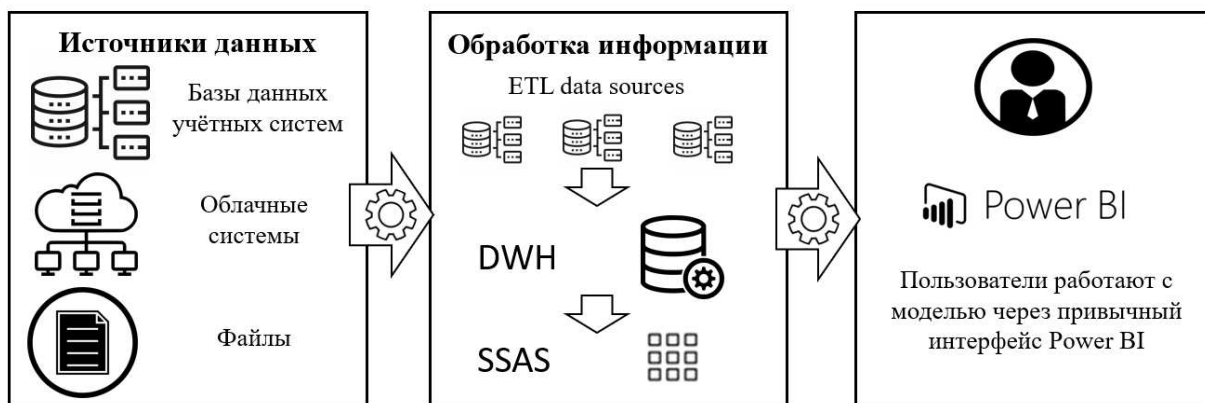 Источники данных
Базы данных
учётных систем
Облачные
системы
Файлы
Обработка информации
ETL data sources
DWH
SSAS
Power BI
Пользователи работают с
моделью через привычный
интерфейс Power BI